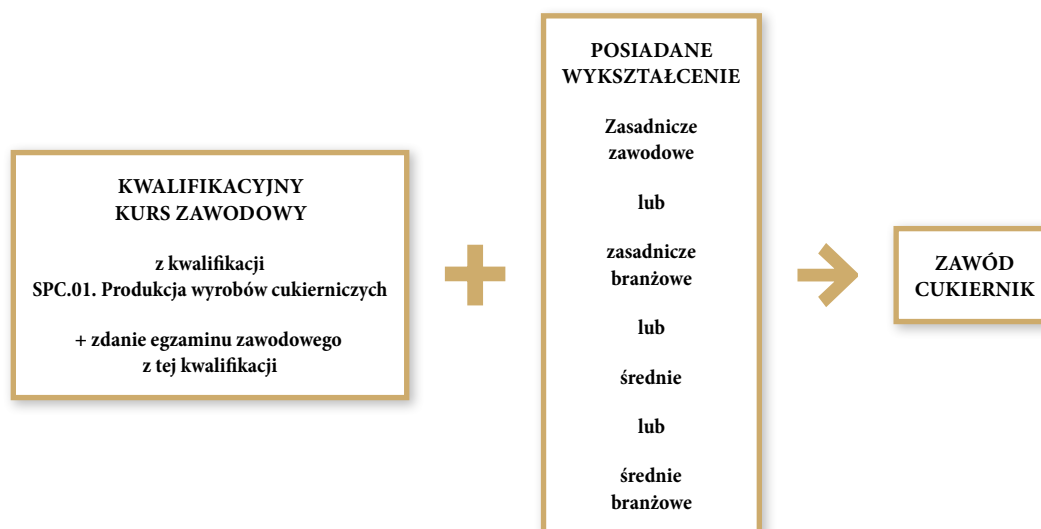 KWALIFIKACYJNY
KURS ZAWODOWY
z kwalifikacji
SPC.01. Produkcja wyrobów cukierniczych
+ zdanie egzaminu zawodowego
z tej kwalifikacji
POSIADANE
WYKSZTAŁCENIE
Zasadnicze
zawodowe
lub
zasadnicze
branżowe
lub
średnie
lub
średnie
branżowe
ZAWÓD
CUKIERNIK